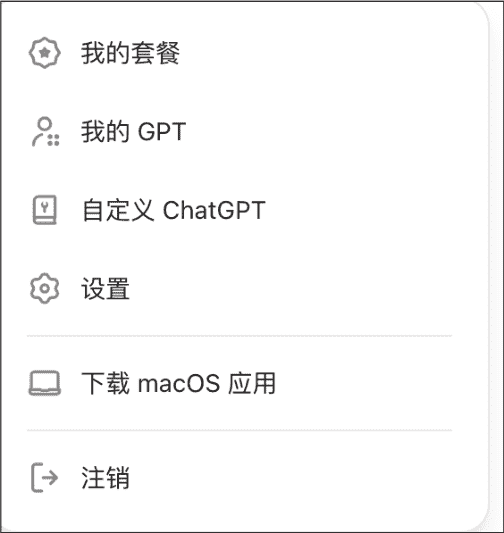 我的套餐
我的 GPT
自定义 ChatGPT
设置
下载 macOS 应用
注销